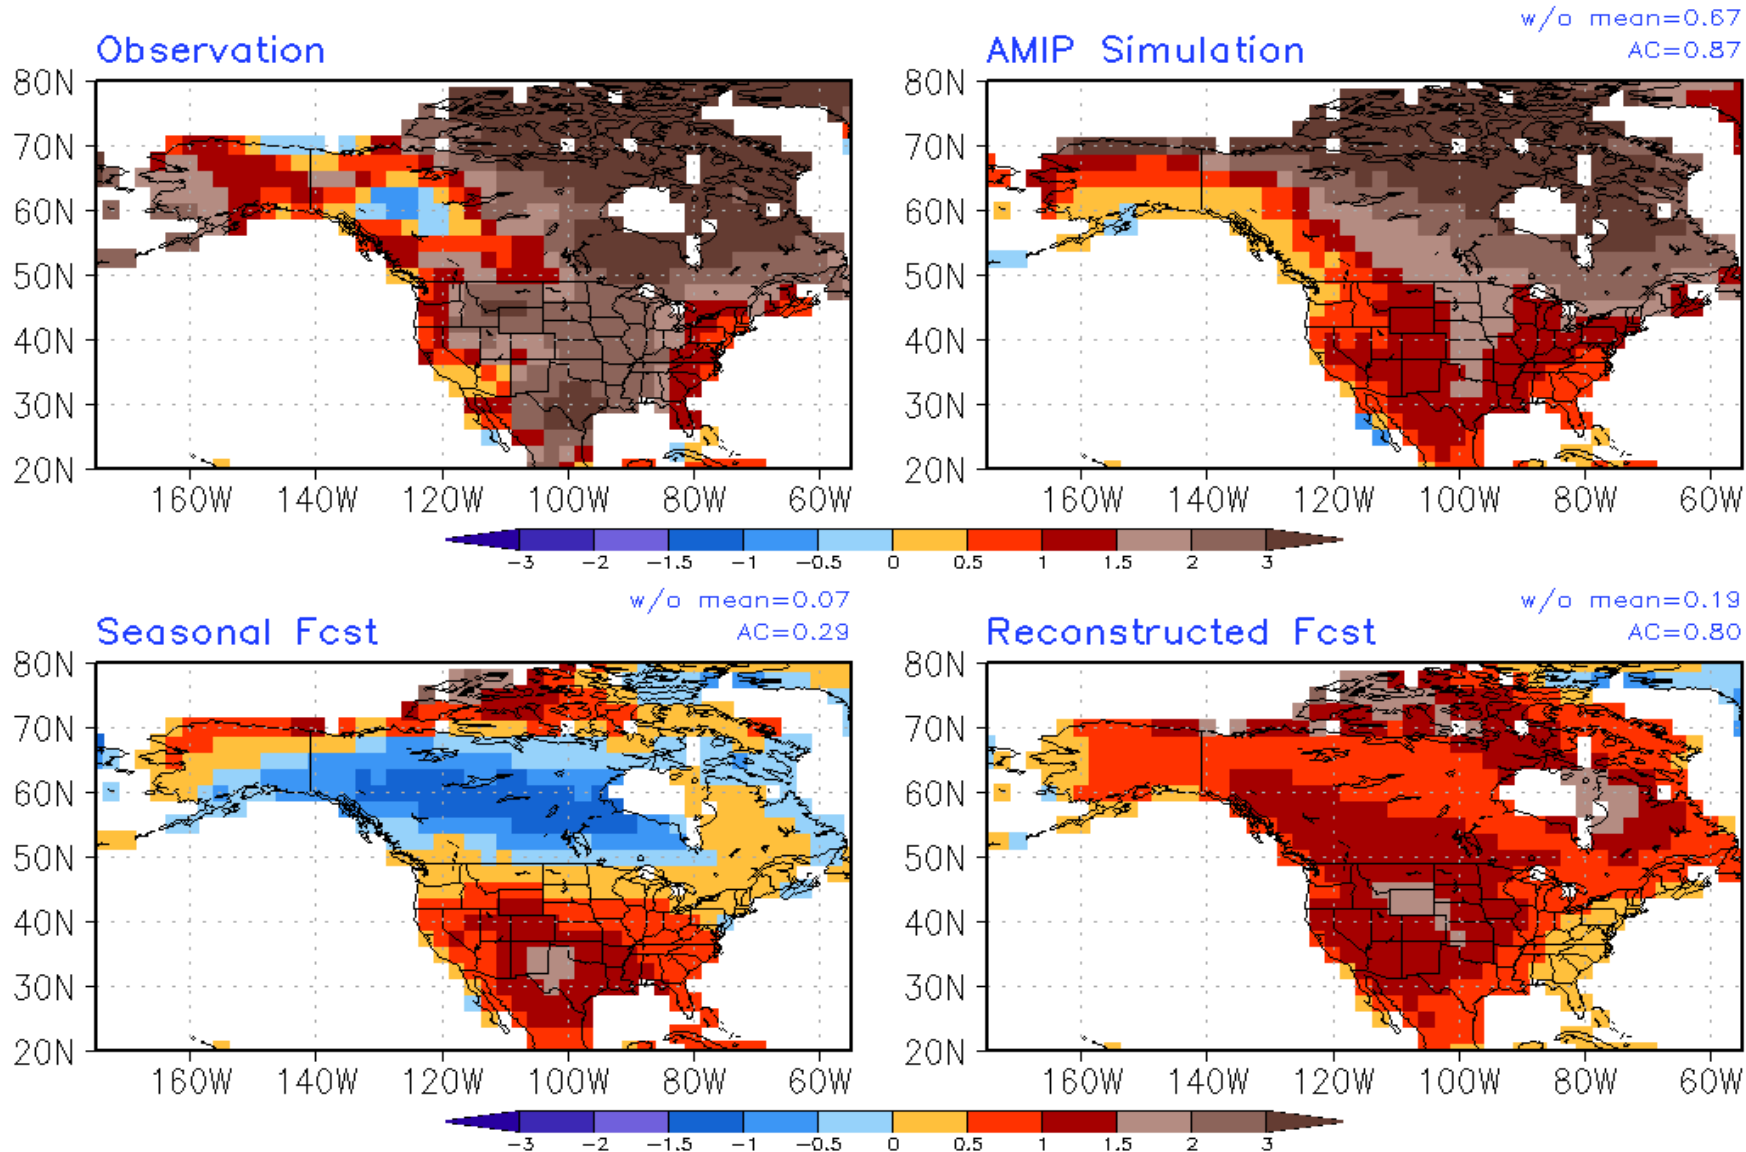 w/o mean=0.67
Observation
AMIP Simulation
AC=0.87
80N
70N
60N
50N
40N
30N
20N
160W 140W 120W 100W 80W 60W
80N
70N
60N
50N
40N
30N
20N
160W 140W 120W 100W 80W 60W
-3 -2 -1.5 -1 -0.5 0 0.5 1 1.5 2 3
w/o mean=0.07
Seasonal Fcst
AC=0.29
w/o mean=0.19
Reconstructed Fcst
AC=0.80
80N
70N
60N
50N
40N
30N
20N
160W 140W 120W 100W 80W 60W
80N
70N
60N
50N
40N
30N
20N
160W 140W 120W 100W 80W 60W
-3 -2 -1.5 -1 -0.5 0 0.5 1 1.5 2 3